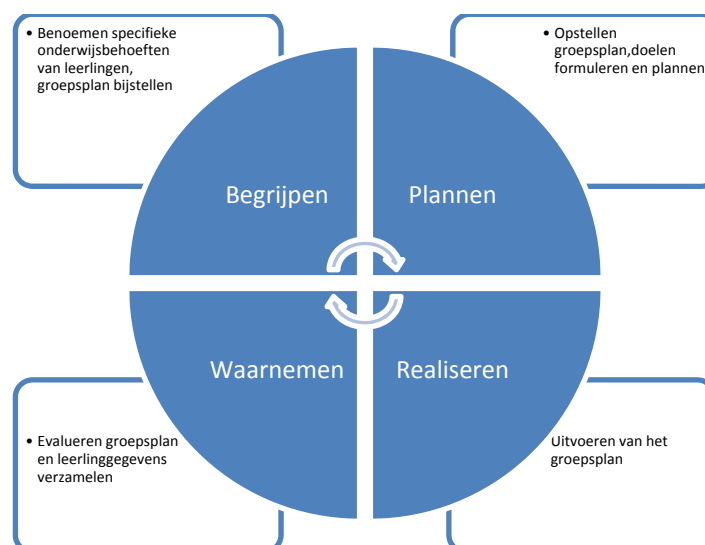 • Benoemen specifieke
onderwijsbehoeften
van leerlingen,
groepsplan bijstellen
• Opstellen
groepsplan,doelen
formuleren en plannen
Begrijpen
Plannen
Waarnemen
Realiseren
• Evalueren groepsplan
en leerlinggegevens
verzamelen
Uitvoeren van het
groepsplan